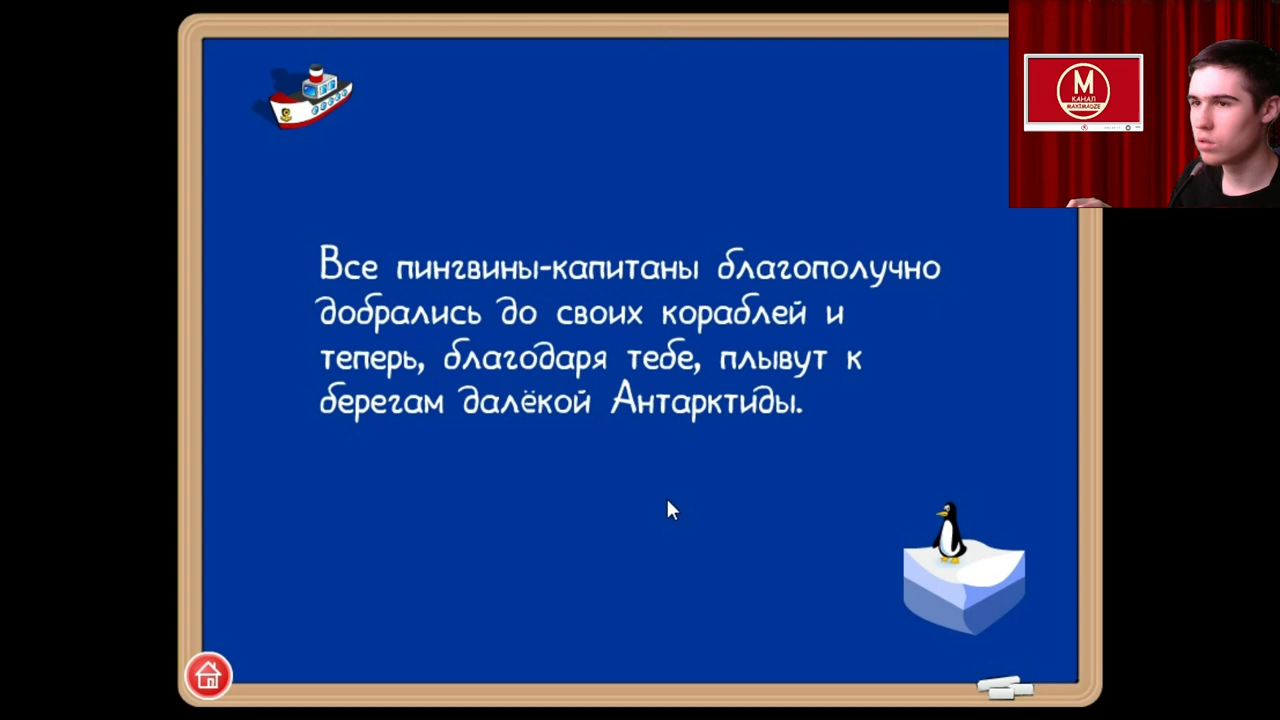 Все пингвины-капитаны благополучно
добрались до своих кораблей и
теперь, благодаря тебе, плывут к
берегам далёкой Антарктиды.
М
КАНАЛ
MAXIMADZE